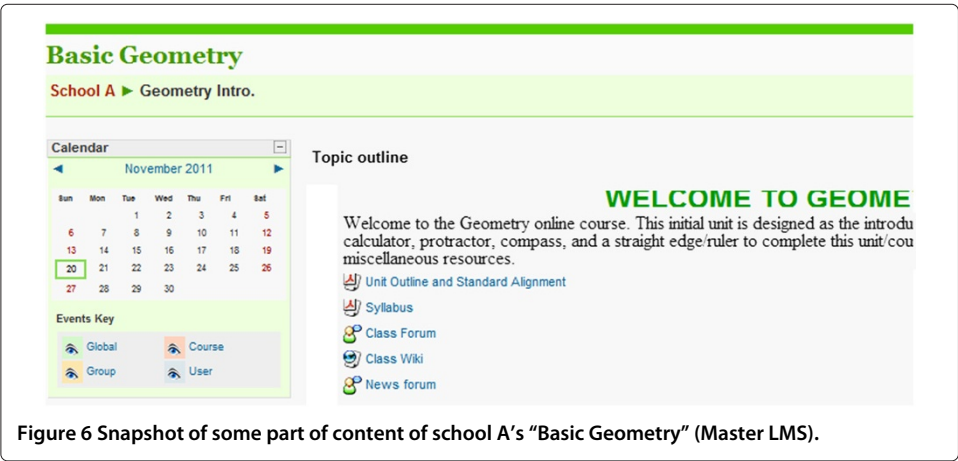 Basic Geometry
School A ► Geometry Intro.
Calendar
◄ November 2011 ►
Sun Mon Tue Wed Thu Fri Sat
1 2 3 4 5
6 7 8 9 10 11 12
13 14 15 16 17 18 19
20 21 22 23 24 25 26
27 28 29 30
Events Key
Global Course
Group User
Topic outline
WELCOME TO GEOME
Welcome to the Geometry online course. This initial unit is designed as the introdu
calculator, protractor, compass, and a straight edge/ruler to complete this unit/cou
miscellaneous resources.
Unit Outline and Standard Alignment
Syllabus
Class Forum
Class Wiki
News forum
Figure 6 Snapshot of some part of content of school A's “Basic Geometry” (Master LMS).